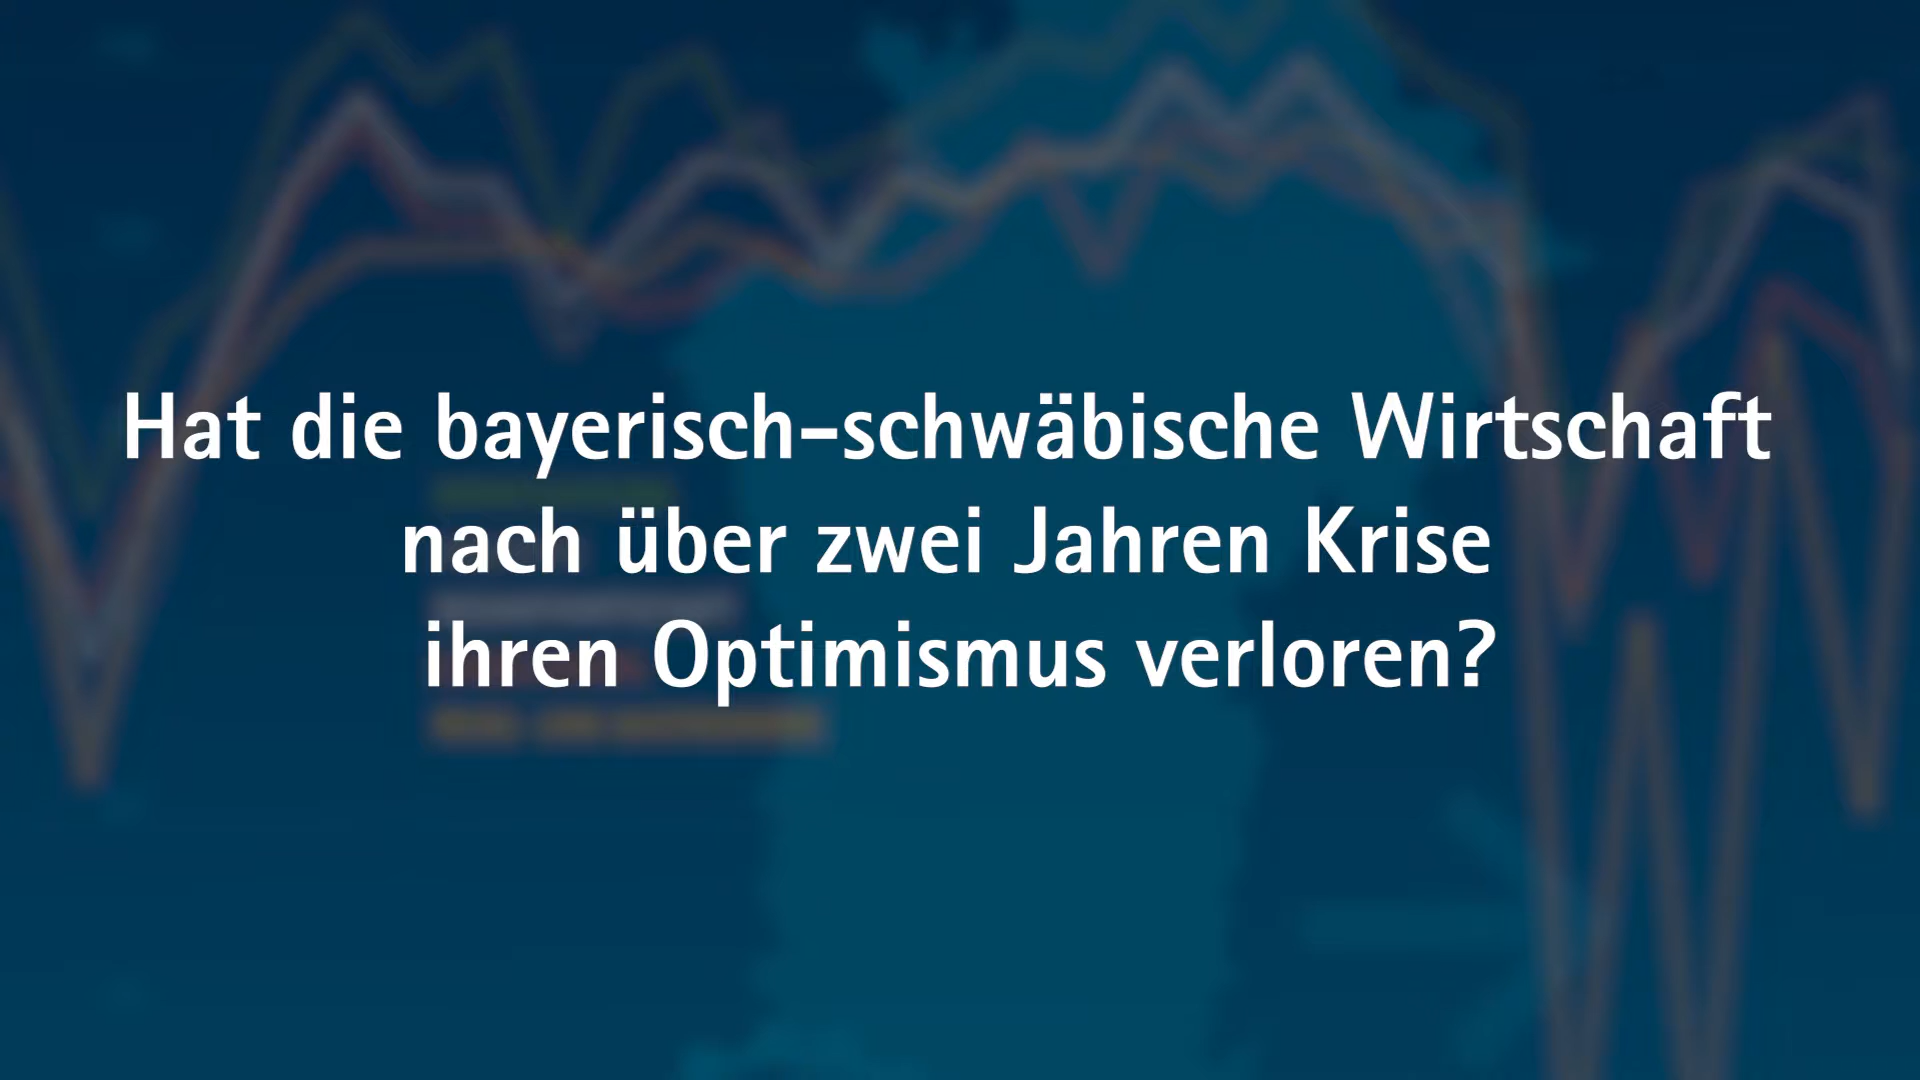 Hat die bayerisch-schwäbische Wirtschaft
nach über zwei Jahren Krise
ihren Optimismus verloren?